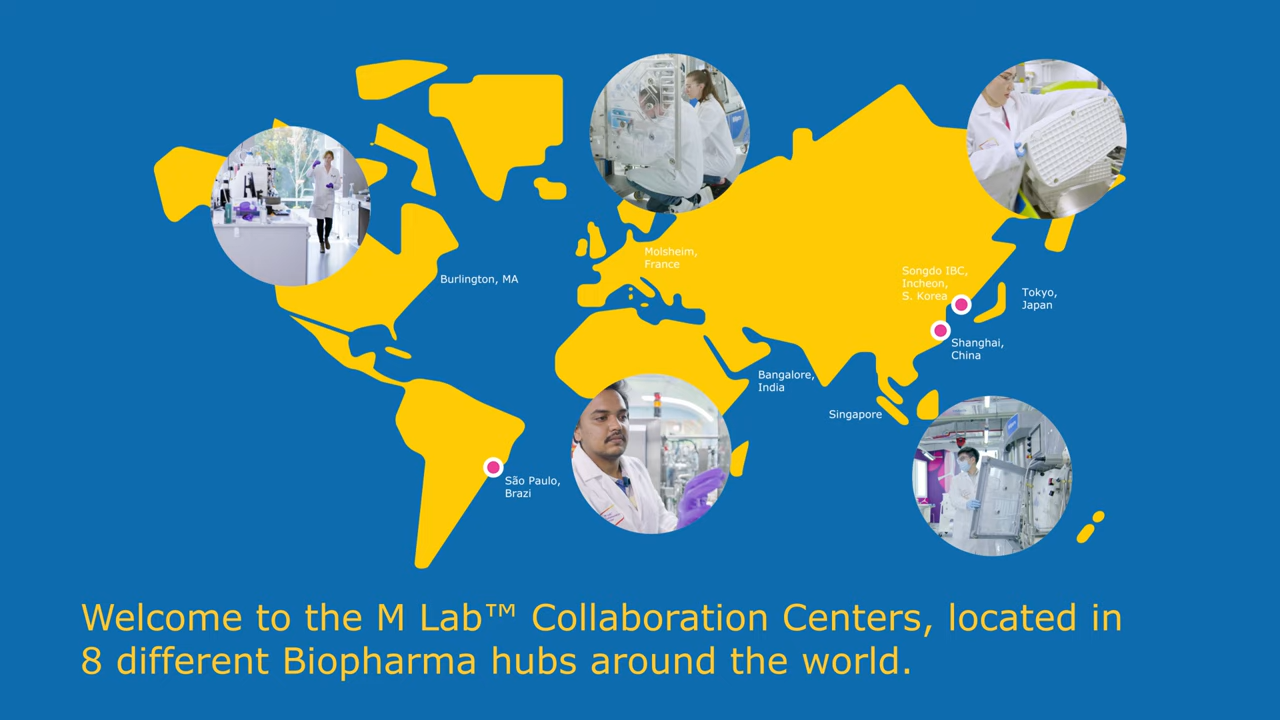 Burlington, MA
Molsheim,
France
Songdo IBC,
Incheon,
S. Korea
Tokyo,
Japan
Shanghai,
China
Bangalore,
India
Singapore
São Paulo,
Brazi
Welcome to the M Lab™ Collaboration Centers, located in
8 different Biopharma hubs around the world.